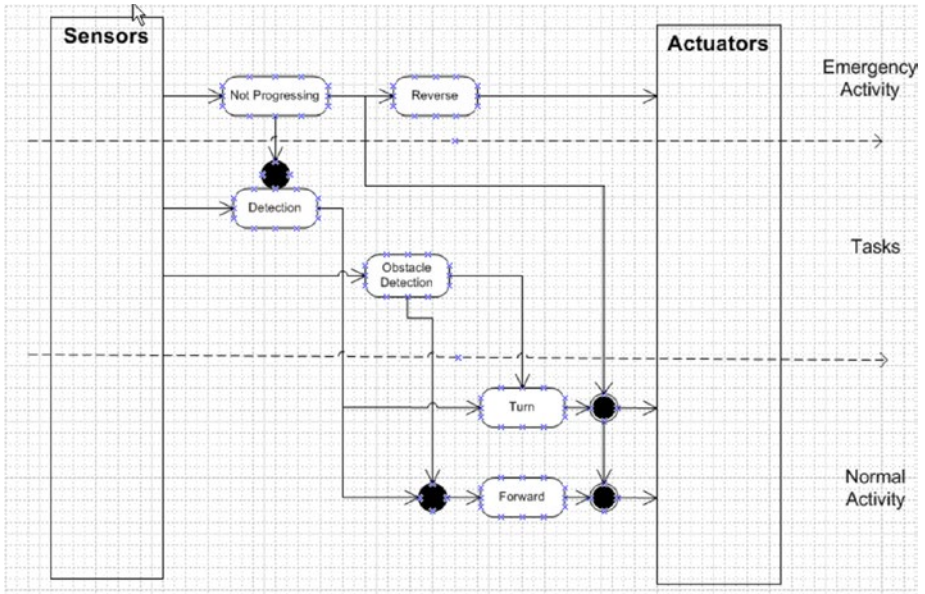 Sensors
Actuators
Emergency
Activity
Not Progressing
Reverse
Detection
Tasks
Obstacle
Detection
Turn
Forward
Normal
Activity